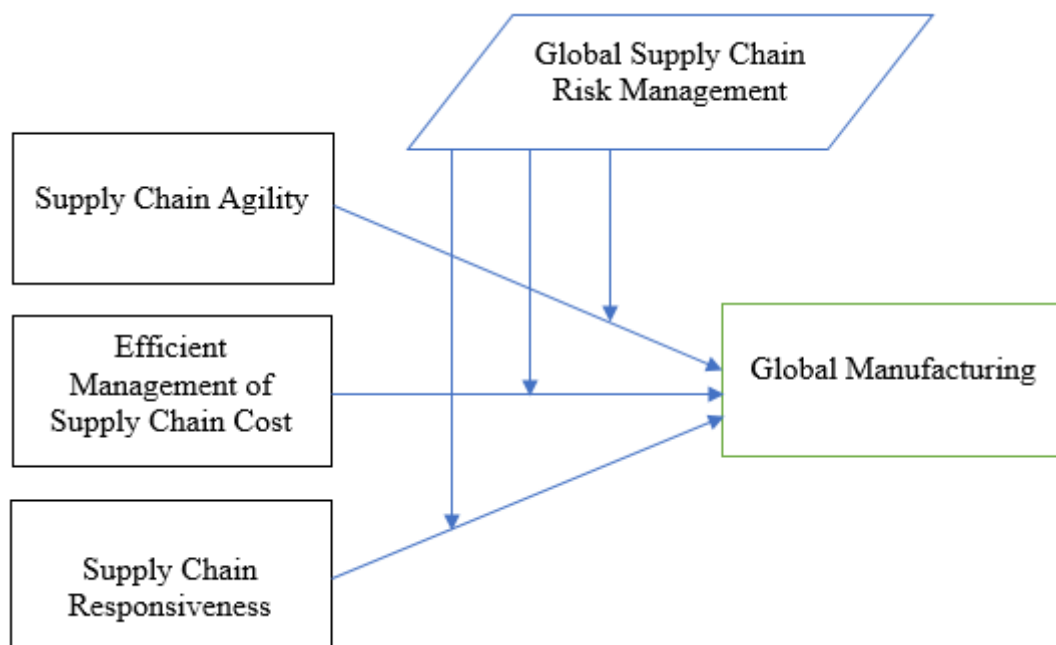 Global Supply Chain
Risk Management
Supply Chain Agility
Efficient
Management of
Supply Chain Cost
Global Manufacturing
Supply Chain
Responsiveness